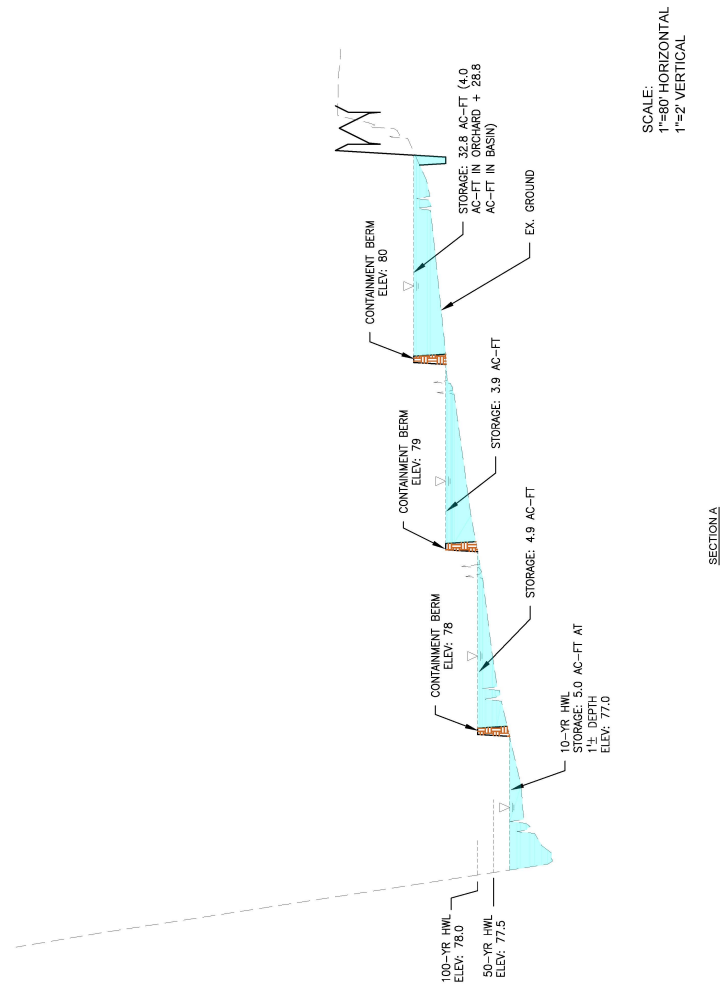 CONTAINMENT BERM
ELEV: 80
STORAGE: 32.8 AC-FT (4.0
AC-FT IN ORCHARD + 28.8
AC-FT IN BASIN)
EX. GROUND
CONTAINMENT BERM
ELEV: 79
STORAGE: 3.9 AC-FT
CONTAINMENT BERM
ELEV: 78
STORAGE: 4.9 AC-FT
10-YR HWL
STORAGE: 5.0 AC-FT AT
1'± DEPTH
ELEV: 77.0
100-YR HWL
ELEV: 78.0
50-YR HWL
ELEV: 77.5
SECTION A
SCALE:
1"=80' HORIZONTAL
1"=2' VERTICAL